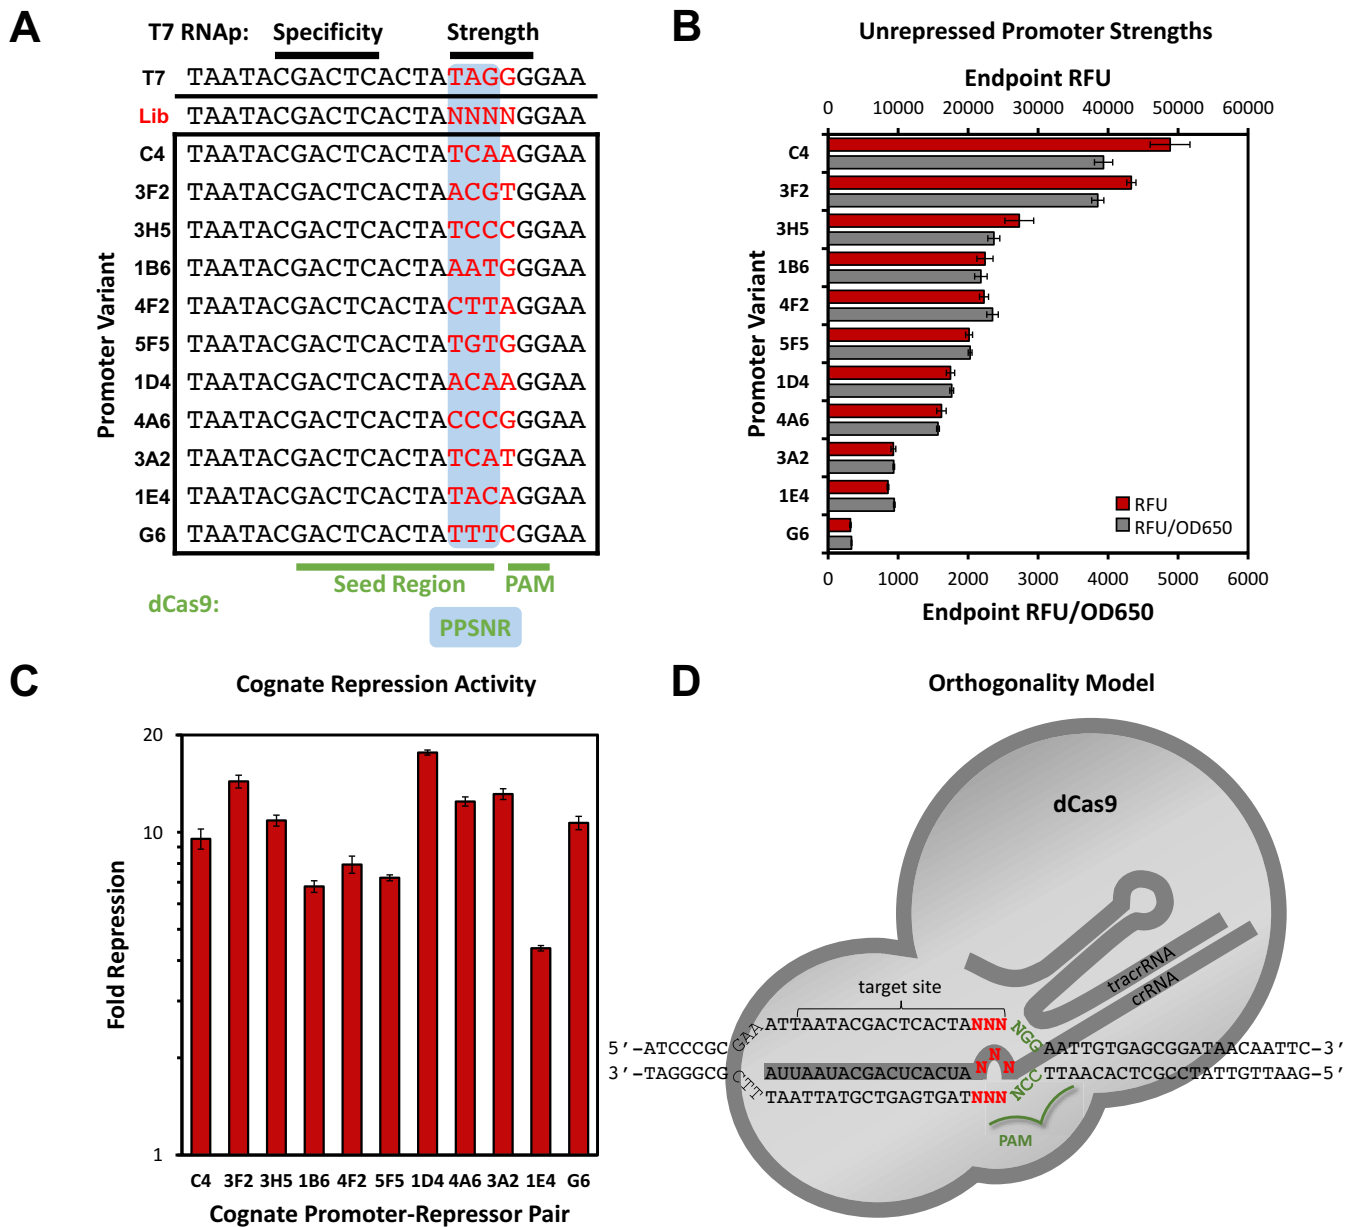 A
T7 RNAp: Specificity Strength
T7 TAATACGACTCACTATAGGGGAA
Lib TAATACGACTCACTANNNNGGAA
C4 TAATACGACTCACTATCAAGGAA
3F2 TAATACGACTCACTAACGTGGAA
3H5 TAATACGACTCACTATCCCGGAA
1B6 TAATACGACTCACTAAATGGGAA
4F2 TAATACGACTCACTACTTAGGAA
5F5 TAATACGACTCACTATGTGGGAA
1D4 TAATACGACTCACTAACAAGGAA
4A6 TAATACGACTCACTACCCGGGAA
3A2 TAATACGACTCACTATCATGGAA
1E4 TAATACGACTCACTATACAGGAA
G6 TAATACGACTCACTATTTCGGAA
Promoter Variant
Seed Region PAM
dCas9:
PPSNR
B
Unrepressed Promoter Strengths
Endpoint RFU
0 10000 20000 30000 40000 50000 60000
C4
3F2
3H5
1B6
4F2
5F5
1D4
4A6
3A2
1E4
G6
Promoter Variant
RFU
RFU/OD650
0 1000 2000 3000 4000 5000 6000
Endpoint RFU/OD650
C
Cognate Repression Activity
20
10
1
Fold Repression
C4 3F2 3H5 1B6 4F2 5F5 1D4 4A6 3A2 1E4 G6
Cognate Promoter-Repressor Pair
D
Orthogonality Model
dCas9
tracrRNA
crRNA
target site
ATTAATACGACTCACTANNN
5′-ATCCCGC GAA NGG AATTGTGAGCGGATAACAATTC-3′
AUUAAUACGACUCACUA NNN
3′-TAGGGCG CTT NCC TTAACACTCGCCTATTGTTAAG-5′
TAATTATGCTGAGTGATNNN
PAM